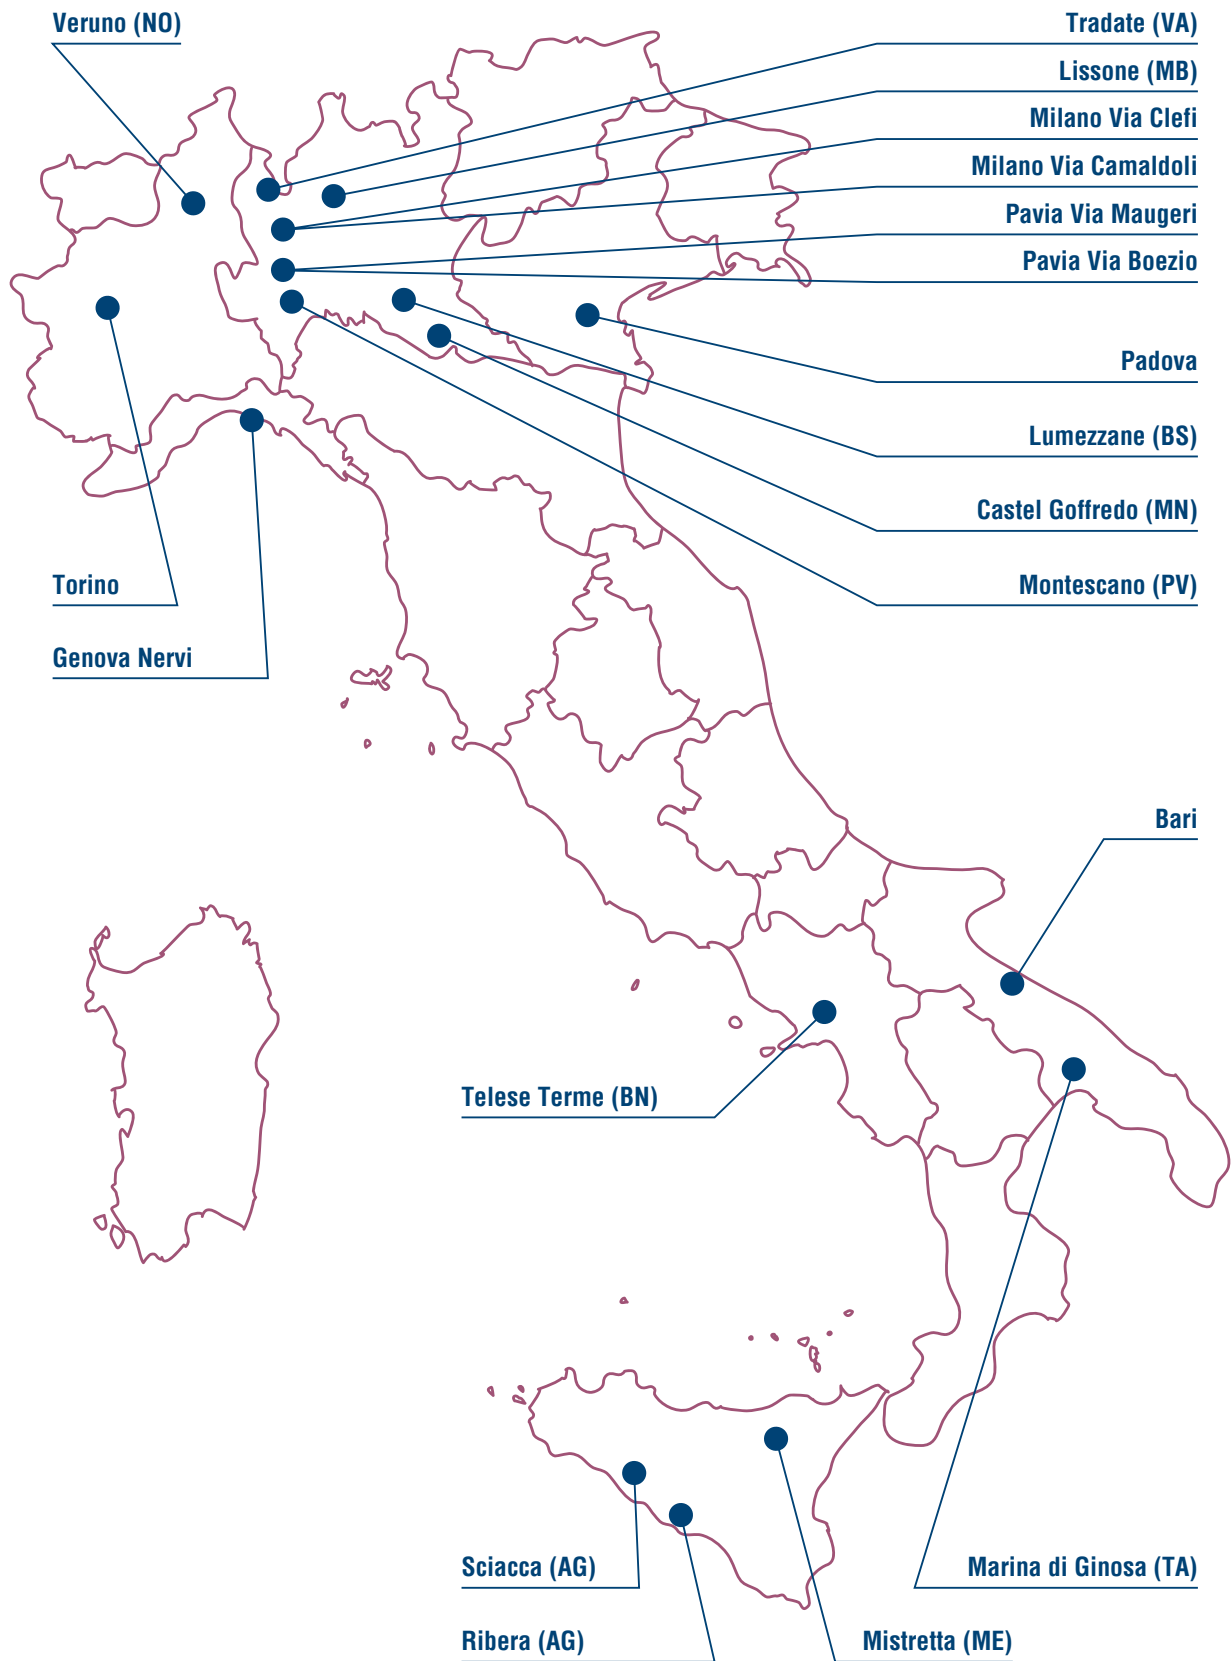 Veruno (NO)
Tradate (VA)
Lissone (MB)
Milano Via Clefi
Milano Via Camaldoli
Pavia Via Maugeri
Pavia Via Boezio
Padova
Lumezzane (BS)
Castel Goffredo (MN)
Montescano (PV)
Torino
Genova Nervi
Bari
Telese Terme (BN)
Sciacca (AG)
Marina di Ginosa (TA)
Ribera (AG)
Mistretta (ME)